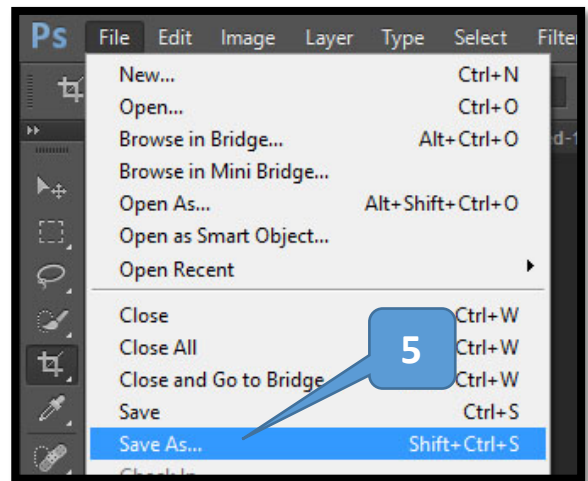 Ps File Edit Image Layer Type Select Filter
New... Ctrl+N
Open... Ctrl+O
Browse in Bridge... Alt+Ctrl+O
d-1
Browse in Mini Bridge...
Open As... Alt+Shift+Ctrl+O
Open as Smart Object...
Open Recent
Close Ctrl+W
Close All Ctrl+W
5
Close and Go to Bridge Ctrl+W
Save Ctrl+S
Save As... Shift+Ctrl+S